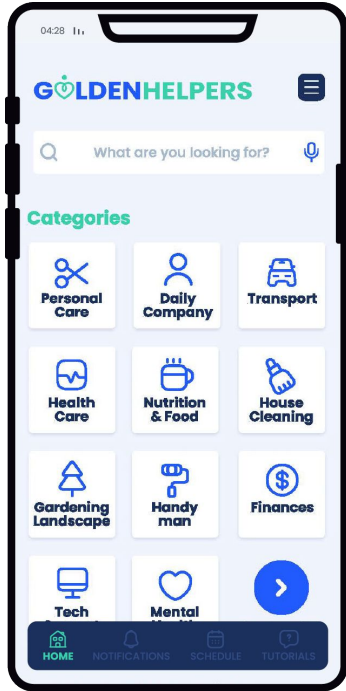 04:28
GOLDENHELPERS
What are you looking for?
Categories
Personal
Care
Daily
Company
Transport
Health
Care
Nutrition
& Food
House
Cleaning
Gardening
Landscape
Handy
man
Finances
Tech
Mental
HOME
NOTIFICATIONS
SCHEDULE
TUTORIALS